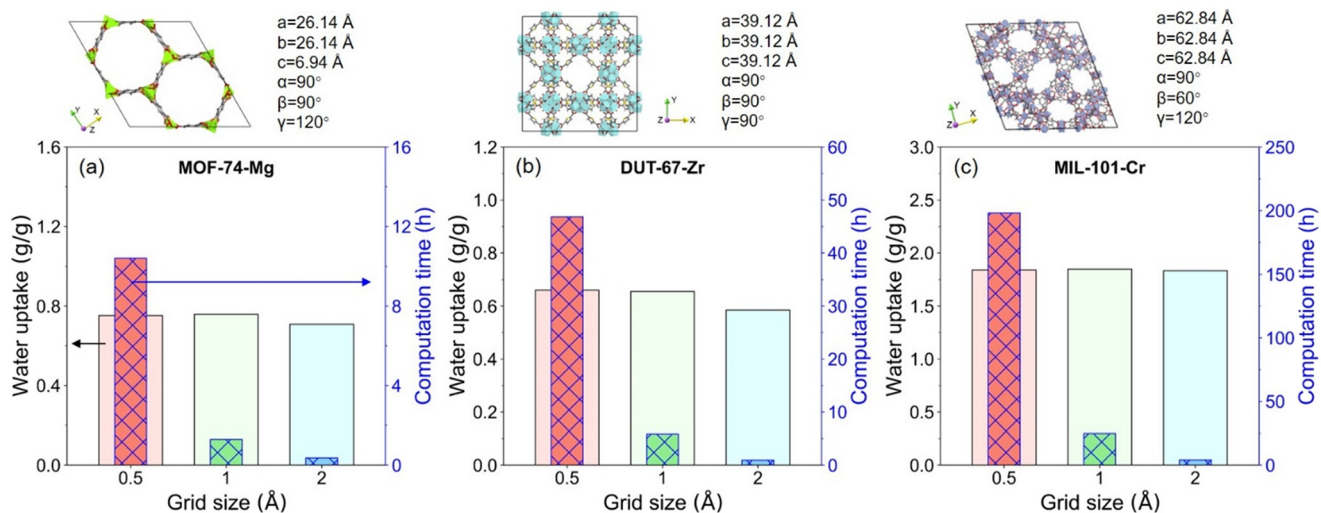 a=26.14 Å
b=26.14 Å
c=6.94 Å
α=90°
β=90°
γ=120°
Y
X
Z
a=39.12 Å
b=39.12 Å
c=39.12 Å
α=90°
β=90°
γ=90°
Y
Z
X
a=62.84 Å
b=62.84 Å
c=62.84 Å
α=90°
β=60°
γ=120°
Y
X
Z
(a)
MOF-74-Mg
Water uptake (g/g)
1.6
1.2
0.8
0.4
0.0
16
12
8
4
0
Computation time (h)
0.5
1
2
Grid size (Å)
(b)
DUT-67-Zr
Water uptake (g/g)
1.2
1.0
0.8
0.6
0.4
0.2
0.0
60
50
40
30
20
10
0
Computation time (h)
0.5
1
2
Grid size (Å)
(c)
MIL-101-Cr
Water uptake (g/g)
3.0
2.5
2.0
1.5
1.0
0.5
0.0
250
200
150
100
50
0
Computation time (h)
0.5
1
2
Grid size (Å)